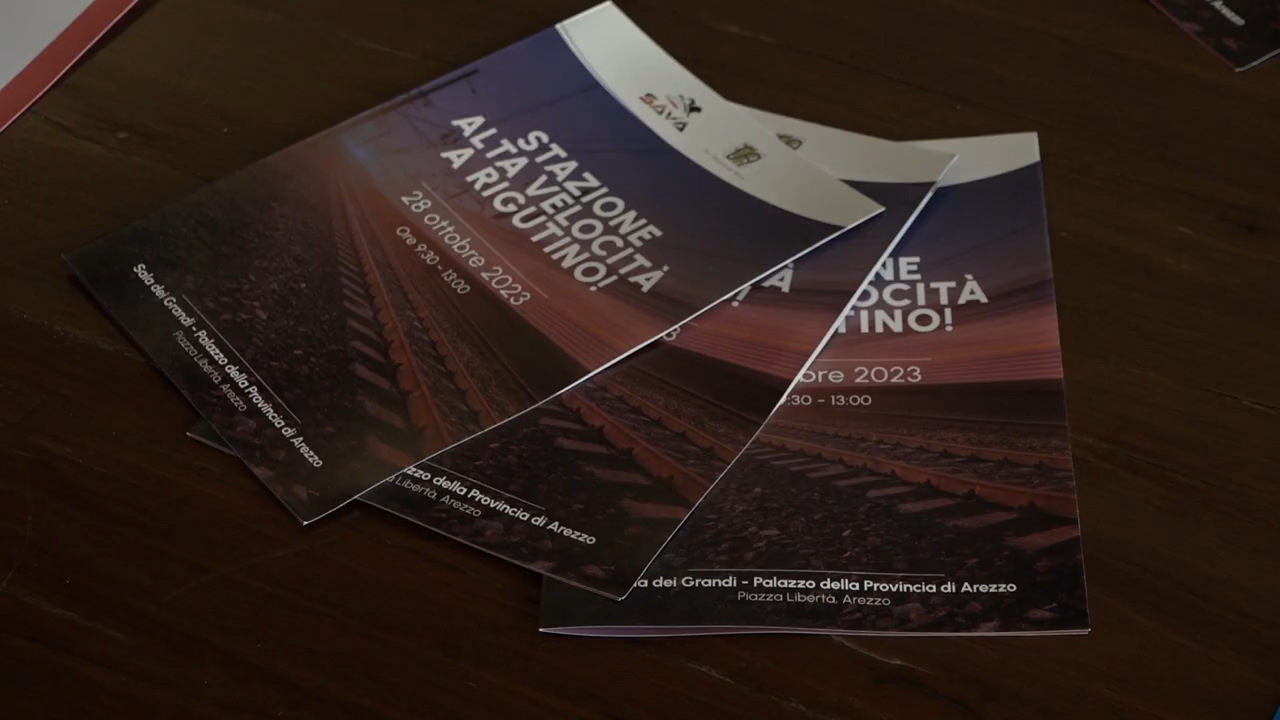 SAVA
STAZIONE
ALTA VELOCITÀ
A RIGUTINO!
28 ottobre 2023
Ore 9:30 - 13:00
Sala dei Grandi - Palazzo della Provincia di Arezzo
Piazza Libertà, Arezzo
À
!
3
zzo della Provincia di Arezzo
Libertà, Arezzo
NE
OCITÀ
TINO!
bre 2023
:30 - 13:00
a dei Grandi - Palazzo della Provincia di Arezzo
Piazza Libertà, Arezzo
Arezzo